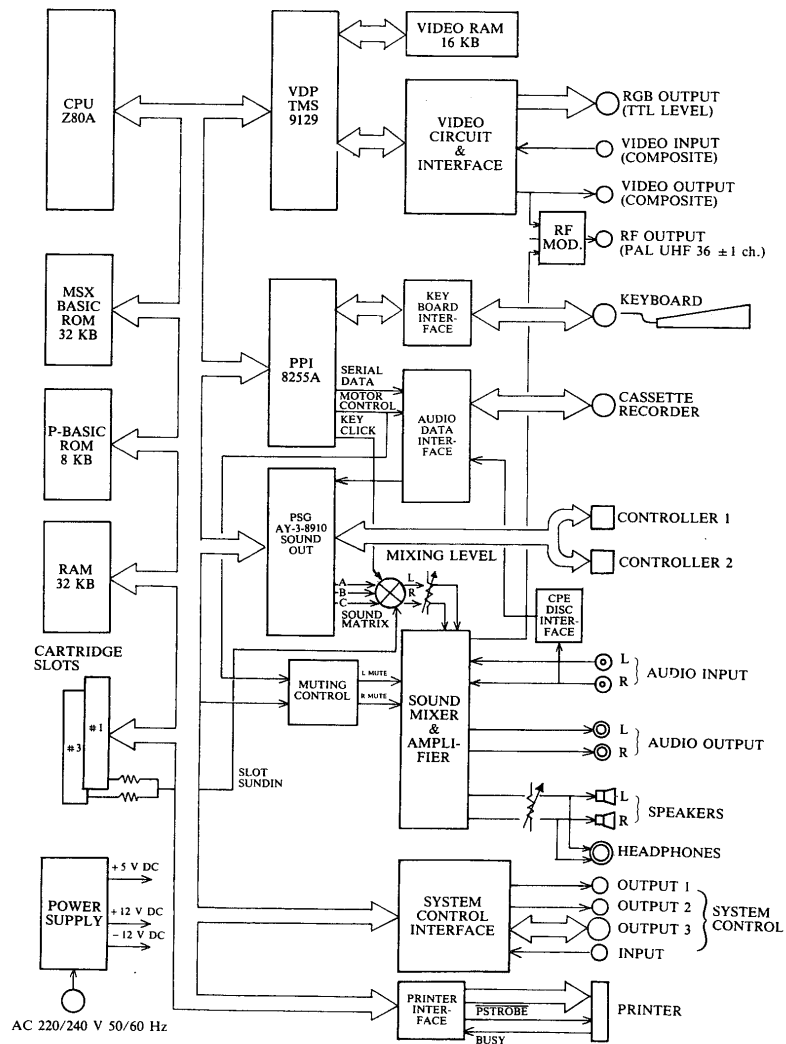 CPU
Z80A
VDP
TMS
9129
VIDEO RAM
16 KB
VIDEO
CIRCUIT
&
INTERFACE
RGB OUTPUT
(TTL LEVEL)
VIDEO INPUT
(COMPOSITE)
VIDEO OUTPUT
(COMPOSITE)
RF
MOD.
RF OUTPUT
(PAL UHF 36 ±1 ch.)
MSX
BASIC
ROM
32 KB
PPI
8255A
KEY
BOARD
INTER-
FACE
KEYBOARD
SERIAL
DATA
MOTOR
CONTROL
KEY
CLICK
AUDIO
DATA
INTER-
FACE
CASSETTE
RECORDER
P-BASIC
ROM
8 KB
PSG
AY-3-8910
SOUND
OUT
CONTROLLER 1
CONTROLLER 2
MIXING LEVEL
RAM
32 KB
A
B
C
L
R
SOUND
MATRIX
CPE
DISC
INTER-
FACE
CARTRIDGE
SLOTS
#1
#3
MUTING
CONTROL
L MUTE
R MUTE
SOUND
MIXER
&
AMPLI-
FIER
L
R
AUDIO INPUT
L
R
AUDIO OUTPUT
SLOT
SUNDIN
L
R
SPEAKERS
HEADPHONES
POWER
SUPPLY
+5 V DC
+12 V DC
−12 V DC
AC 220/240 V 50/60 Hz
SYSTEM
CONTROL
INTERFACE
OUTPUT 1
OUTPUT 2
OUTPUT 3
INPUT
SYSTEM
CONTROL
PRINTER
INTER-
FACE
PSTROBE
BUSY
PRINTER